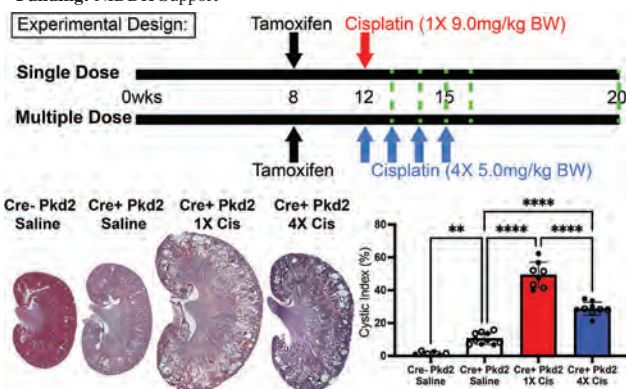 Funding: NIDDK Support
Experimental Design:
Tamoxifen
Cisplatin (1X 9.0mg/kg BW)
Single Dose
0wks 8 12 15 20
Multiple Dose
Tamoxifen
Cisplatin (4X 5.0mg/kg BW)
Cre- Pkd2 Cre+ Pkd2 Cre+ Pkd2 Cre+ Pkd2
Saline Saline 1X Cis 4X Cis
Cystic Index (%)
80
60
40
20
0
****
** **** ****
Cre- Pkd2 Cre+ Pkd2 Cre+ Pkd2 Cre+ Pkd2
Saline Saline 1X Cis 4X Cis